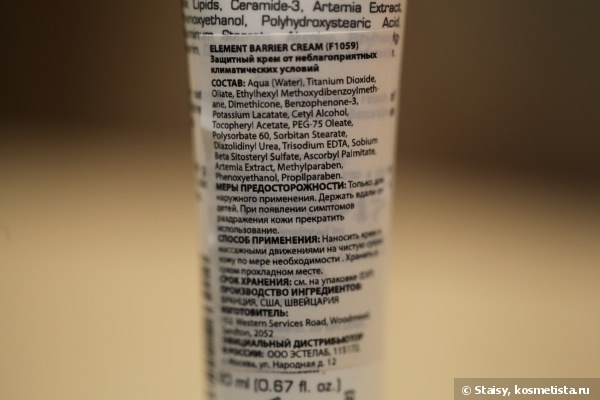 Lipids, Ceramide-3, Artemia Extract,
Polyhydroxystearic Acid,
ELEMENT BARRIER CREAM (F1059)
Защитный крем от неблагоприятных
климатических условий
СОСТАВ: Aqua (Water), Titanium Dioxide,
Oliate, Ethylhexyl Methoxydibenzoylmeth-
ane, Dimethicone, Benzophenone-3,
Potassium Lacatate, Cetyl Alcohol,
Tocopheryl Acetate, PEG-75 Oleate,
Polysorbate 60, Sorbitan Stearate,
Diazolidinyl Urea, Trisodium EDTA, Sobium
Beta Sitosteryl Sulfate, Ascorbyl Palmitate,
Artemia Extract, Methylparaben,
Phenoxyethanol, Propilparaben.
МЕРЫ ПРЕДОСТОРОЖНОСТИ: Только для
наружного применения. Держать вдали от
детей. При появлении симптомов
раздражения кожи прекратить
использование.
СПОСОБ ПРИМЕНЕНИЯ: Наносить крем
массажными движениями на чистую сухую
кожу по мере необходимости. Хранить в
сухом прохладном месте.
СРОК ХРАНЕНИЯ: см. на упаковке (EXP)
ПРОИЗВОДСТВО ИНГРЕДИЕНТОВ:
ФРАНЦИЯ, США, ШВЕЙЦАРИЯ
ИЗГОТОВИТЕЛЬ:
Western Services Road, Woodmead
Sandton, 2052
ОФИЦИАЛЬНЫЙ ДИСТРИБЬЮТОР
В РОССИИ: ООО ЭСТЕЛАБ,
г. Москва, ул. Народная д. 12
ml (0.67 fl. oz.)
© Staisy, kosmetista.ru